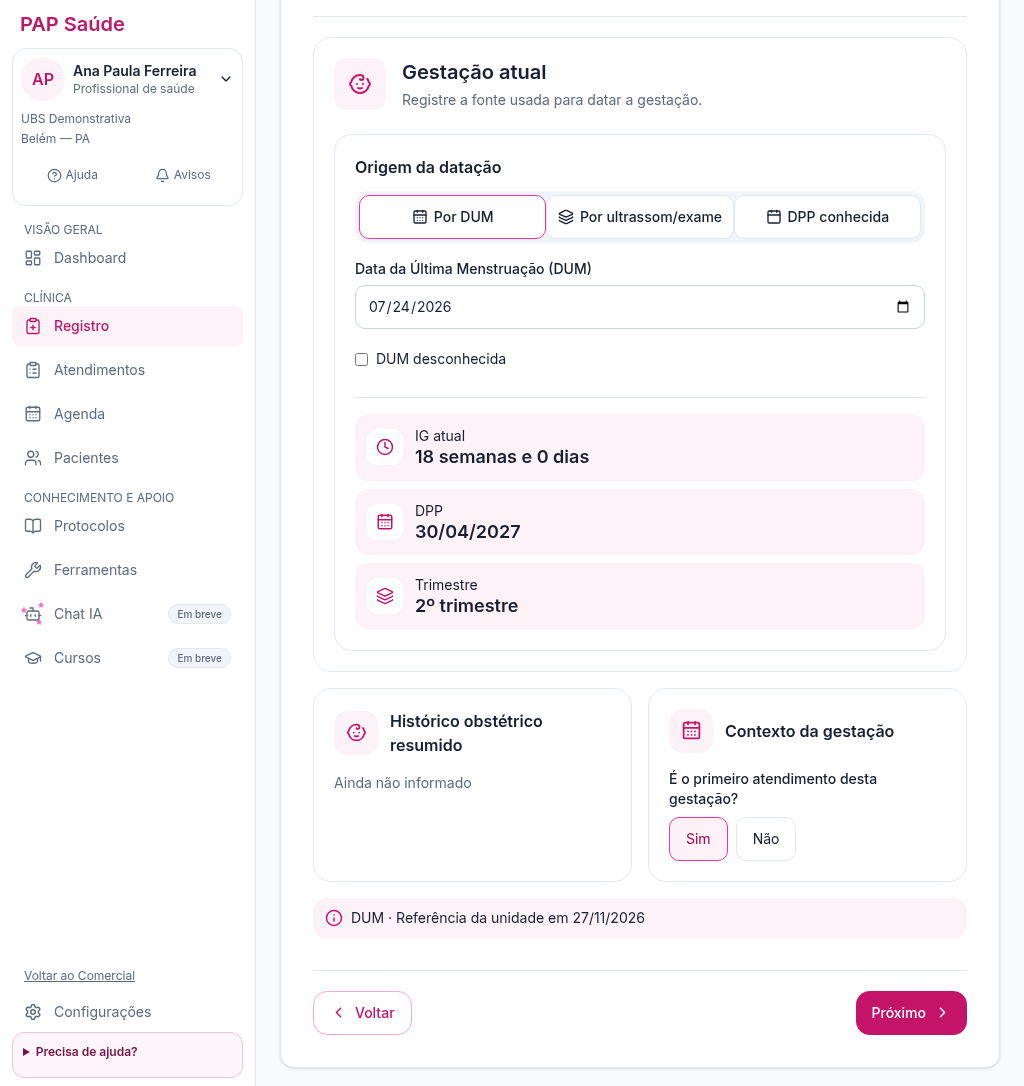 PAP Saúde
AP
Ana Paula Ferreira
Profissional de saúde
UBS Demonstrativa
Belém — PA
Ajuda
Avisos
VISÃO GERAL
Dashboard
CLÍNICA
Registro
Atendimentos
Agenda
Pacientes
CONHECIMENTO E APOIO
Protocolos
Ferramentas
Chat IA
Em breve
Cursos
Em breve
Voltar ao Comercial
Configurações
Precisa de ajuda?
Gestação atual
Registre a fonte usada para datar a gestação.
Origem da datação
Por DUM
Por ultrassom/exame
DPP conhecida
Data da Última Menstruação (DUM)
07/24/2026
DUM desconhecida
IG atual
18 semanas e 0 dias
DPP
30/04/2027
Trimestre
2º trimestre
Histórico obstétrico
resumido
Ainda não informado
Contexto da gestação
É o primeiro atendimento desta
gestação?
Sim
Não
DUM · Referência da unidade em 27/11/2026
Voltar
Próximo